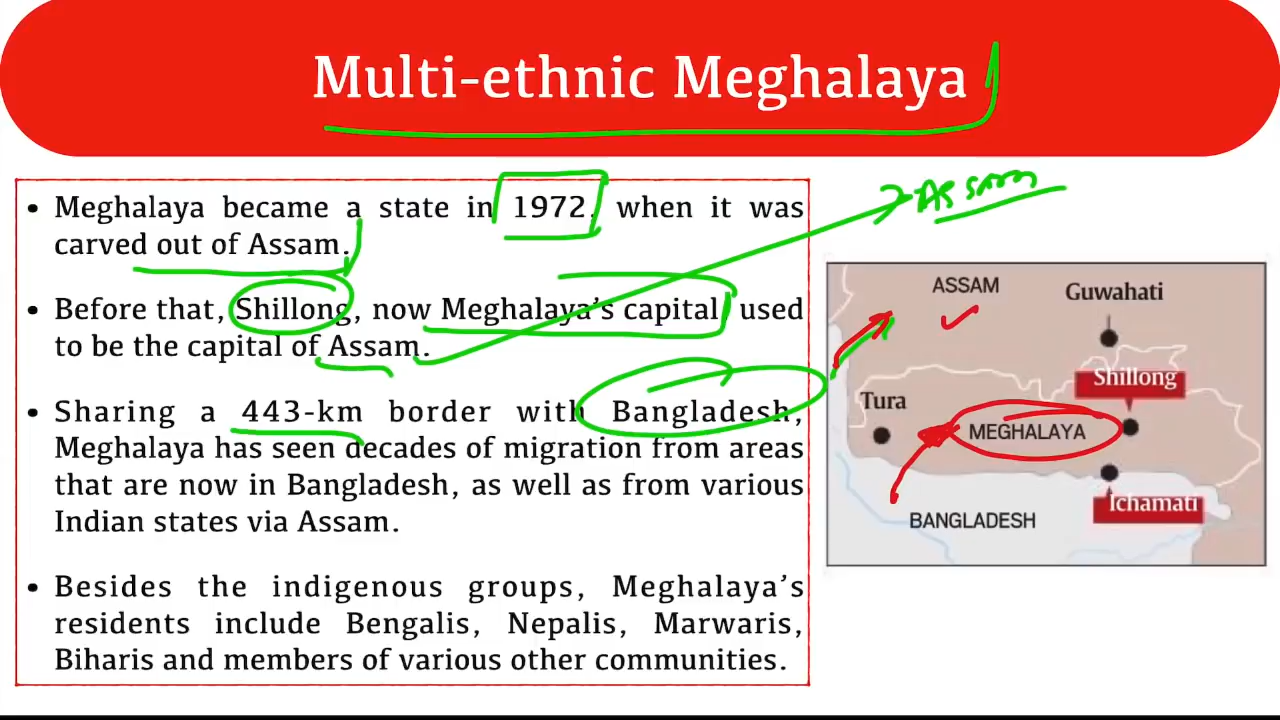 Multi-ethnic Meghalaya
• Meghalaya became a state in 1972, when it was
carved out of Assam.
• Before that, Shillong, now Meghalaya’s capital used
to be the capital of Assam.
• Sharing a 443-km border with Bangladesh,
Meghalaya has seen decades of migration from areas
that are now in Bangladesh, as well as from various
Indian states via Assam.
• Besides the indigenous groups, Meghalaya’s
residents include Bengalis, Nepalis, Marwaris,
Biharis and members of various other communities.
Assam
ASSAM
Guwahati
Shillong
Tura
MEGHALAYA
Ichamati
BANGLADESH